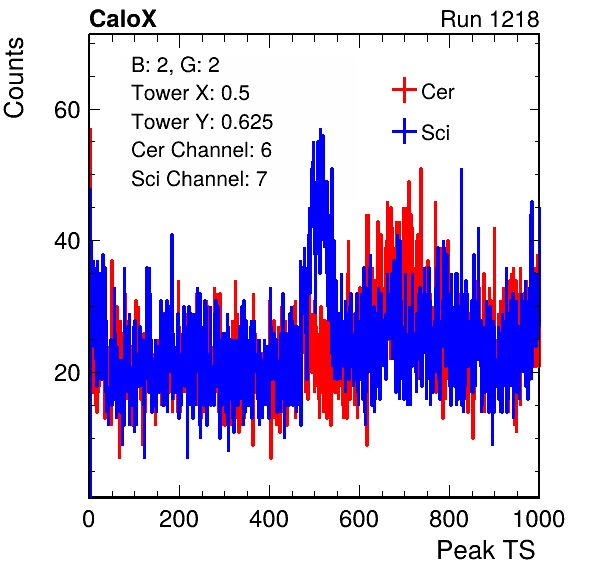 CaloX Run 1218
B: 2, G: 2
Tower X: 0.5
Tower Y: 0.625
Cer Channel: 6
Sci Channel: 7
Cer
Sci
Counts
60
40
20
0 200 400 600 800 1000
Peak TS